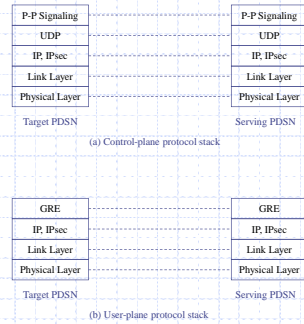 P-P Signaling P-P Signaling
UDP UDP
IP, IPsec IP, IPsec
Link Layer Link Layer
Physical Layer Physical Layer
Target PDSN Serving PDSN
(a) Control-plane protocol stack
GRE GRE
IP, IPsec IP, IPsec
Link Layer Link Layer
Physical Layer Physical Layer
Target PDSN Serving PDSN
(b) User-plane protocol stack